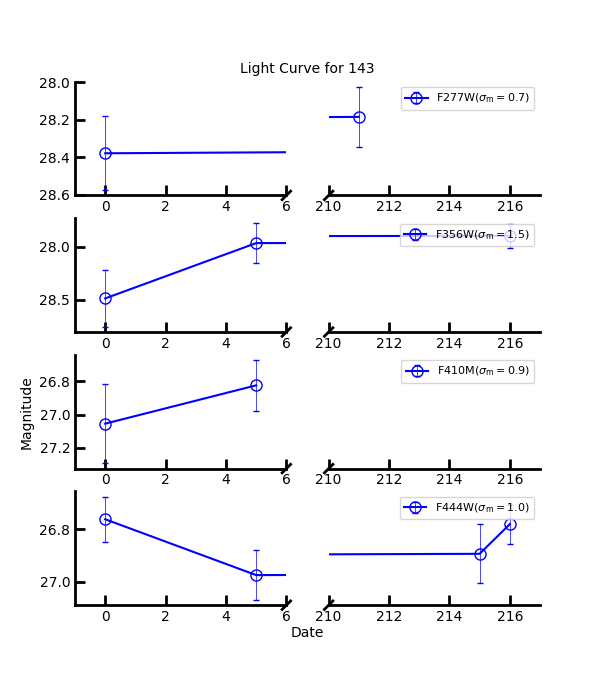 Light Curve for 143
28.0
28.2
28.4
28.6
F277W(σm = 0.7)
0 2 4 6 210 212 214 216
28.0
28.5
F356W(σm = 1.5)
0 2 4 6 210 212 214 216
26.8
27.0
27.2
F410M(σm = 0.9)
0 2 4 6 210 212 214 216
Magnitude
26.8
27.0
F444W(σm = 1.0)
0 2 4 6 210 212 214 216
Date